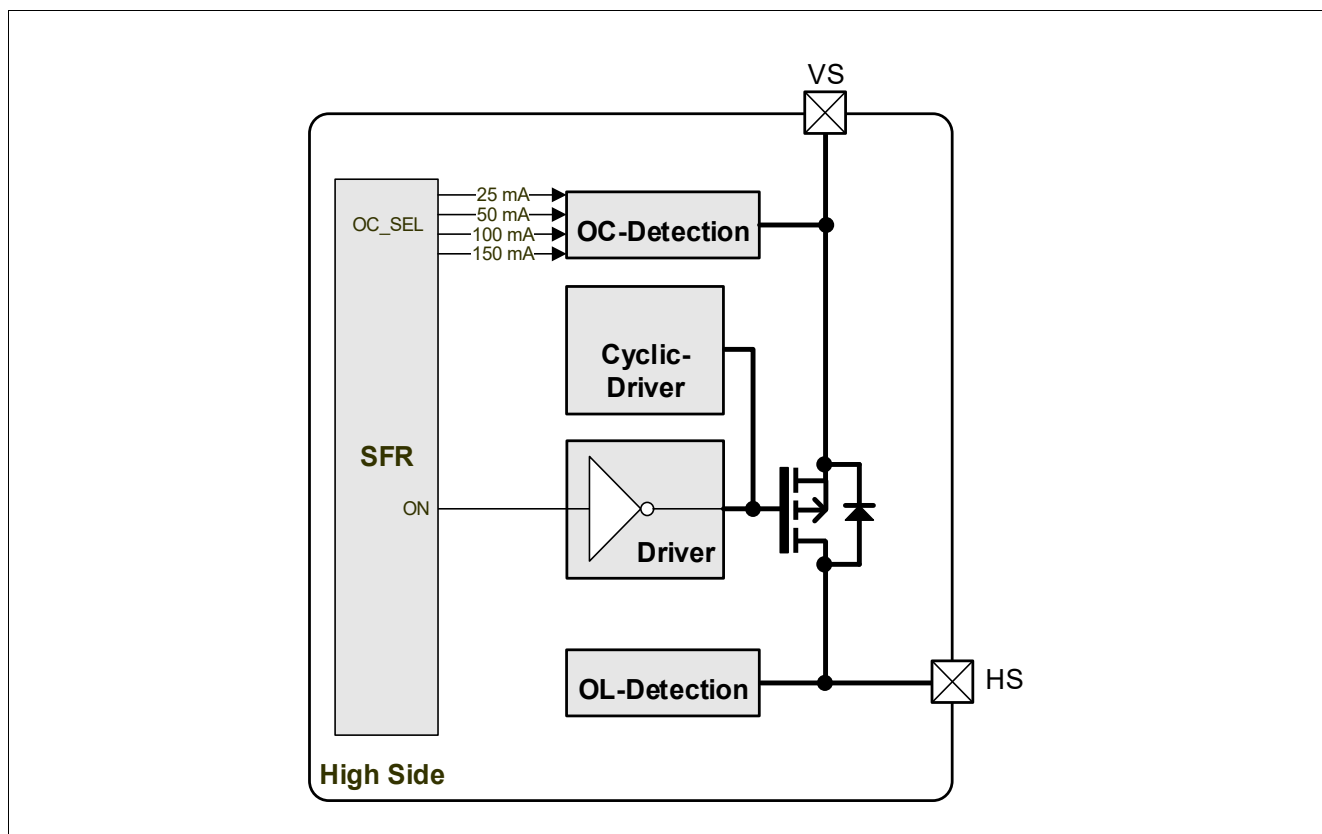 VS
25 mA
50 mA
OC_SEL
100 mA
150 mA
OC-Detection
Cyclic-
Driver
SFR
ON
Driver
OL-Detection
HS
High Side